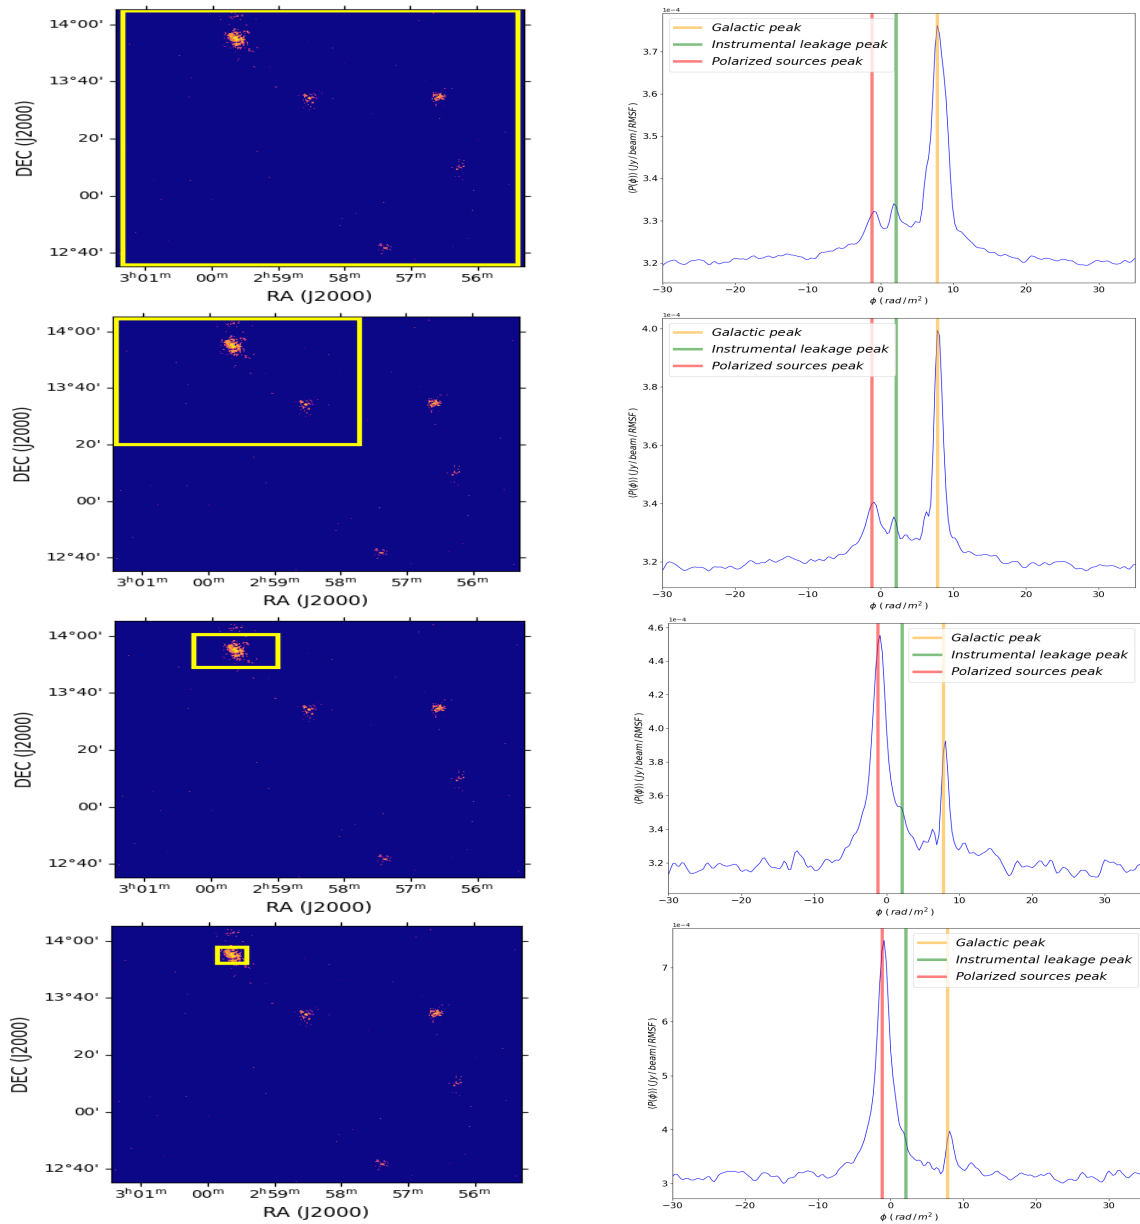 14°00'
13°40'
20'
00'
12°40'
DEC (J2000)
3ʰ01ᵐ 00ᵐ 2ʰ59ᵐ 58ᵐ 57ᵐ 56ᵐ
RA (J2000)
1e−4
Galactic peak
Instrumental leakage peak
Polarized sources peak
3.7
3.6
3.5
3.4
3.3
3.2
⟨P(ϕ)⟩ (Jy / beam / RMSF)
−30 −20 −10 0 10 20 30
ϕ ( rad / m² )
14°00'
13°40'
20'
00'
12°40'
DEC (J2000)
3ʰ01ᵐ 00ᵐ 2ʰ59ᵐ 58ᵐ 57ᵐ 56ᵐ
RA (J2000)
1e−4
Galactic peak
Instrumental leakage peak
Polarized sources peak
4.0
3.8
3.6
3.4
3.2
⟨P(ϕ)⟩ (Jy / beam / RMSF)
−30 −20 −10 0 10 20 30
ϕ ( rad / m² )
14°00'
13°40'
20'
00'
12°40'
DEC (J2000)
3ʰ01ᵐ 00ᵐ 2ʰ59ᵐ 58ᵐ 57ᵐ 56ᵐ
RA (J2000)
1e−4
Galactic peak
Instrumental leakage peak
Polarized sources peak
4.6
4.4
4.2
4.0
3.8
3.6
3.4
3.2
⟨P(ϕ)⟩ (Jy / beam / RMSF)
−30 −20 −10 0 10 20 30
ϕ ( rad / m² )
14°00'
13°40'
20'
00'
12°40'
DEC (J2000)
3ʰ01ᵐ 00ᵐ 2ʰ59ᵐ 58ᵐ 57ᵐ 56ᵐ
RA (J2000)
1e−4
Galactic peak
Instrumental leakage peak
Polarized sources peak
7
6
5
4
3
⟨P(ϕ)⟩ (Jy / beam / RMSF)
−30 −20 −10 0 10 20 30
ϕ ( rad / m² )